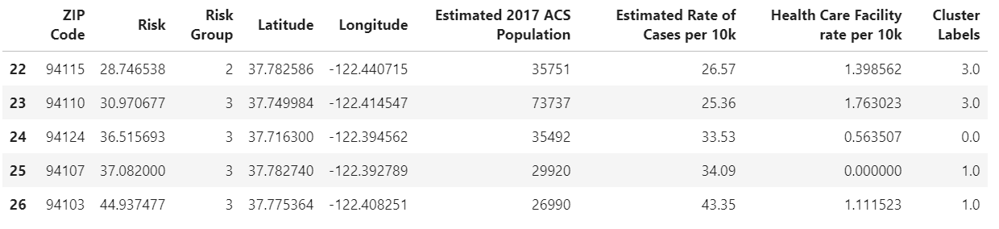 ZIP Code Risk Risk Group Latitude Longitude Estimated 2017 ACS Population Estimated Rate of Cases per 10k Health Care Facility rate per 10k Cluster Labels
22 94115 28.746538 2 37.782586 -122.440715 35751 26.57 1.398562 3.0
23 94110 30.970677 3 37.749984 -122.414547 73737 25.36 1.763023 3.0
24 94124 36.515693 3 37.716300 -122.394562 35492 33.53 0.563507 0.0
25 94107 37.082000 3 37.782740 -122.392789 29920 34.09 0.000000 1.0
26 94103 44.937477 3 37.775364 -122.408251 26990 43.35 1.111523 1.0